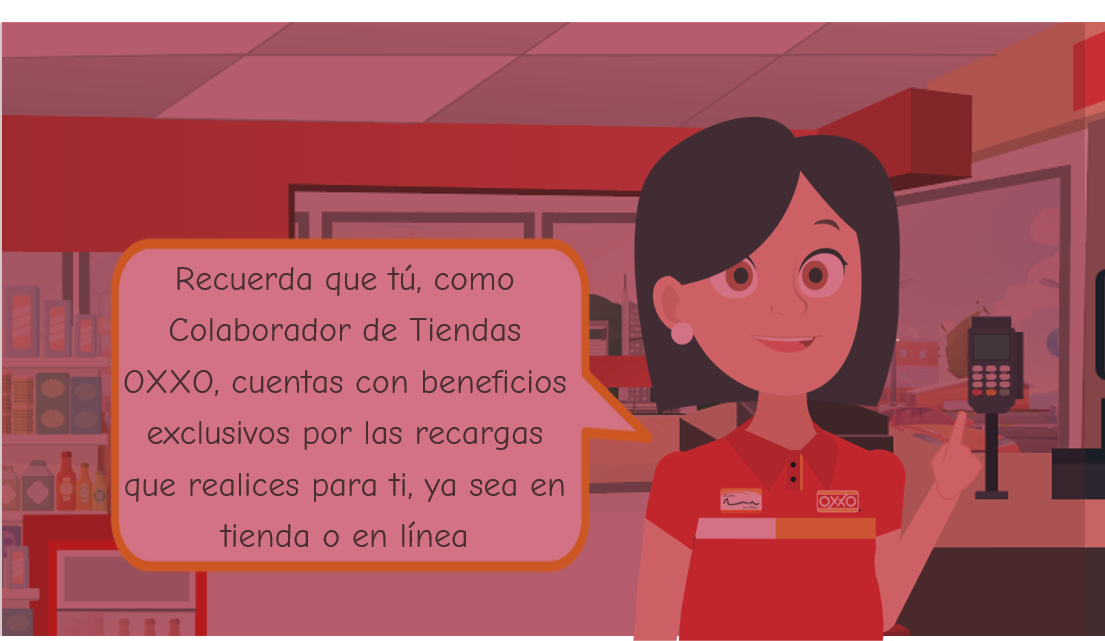 Recuerda que tú, como
Colaborador de Tiendas
OXXO, cuentas con beneficios
exclusivos por las recargas
que realices para ti, ya sea en
tienda o en línea
OXXO